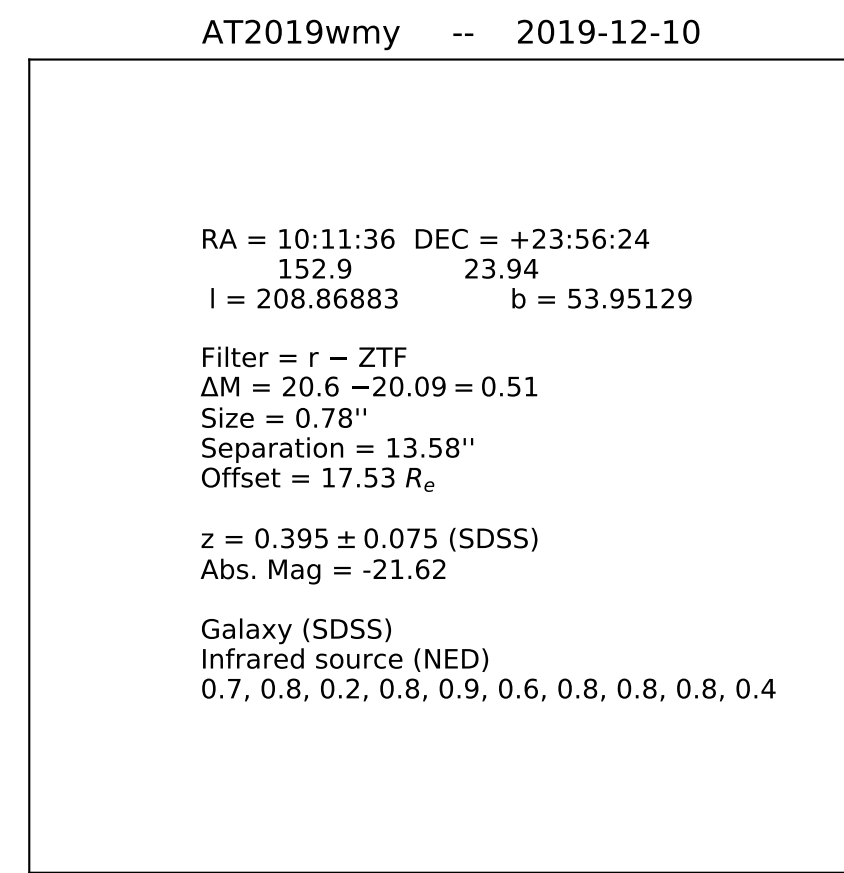 AT2019wmy -- 2019-12-10
RA = 10:11:36 DEC = +23:56:24
152.9 23.94
l = 208.86883 b = 53.95129
Filter = r − ZTF
ΔM = 20.6 −20.09 = 0.51
Size = 0.78''
Separation = 13.58''
Offset = 17.53 Re
z = 0.395 ± 0.075 (SDSS)
Abs. Mag = -21.62
Galaxy (SDSS)
Infrared source (NED)
0.7, 0.8, 0.2, 0.8, 0.9, 0.6, 0.8, 0.8, 0.8, 0.4